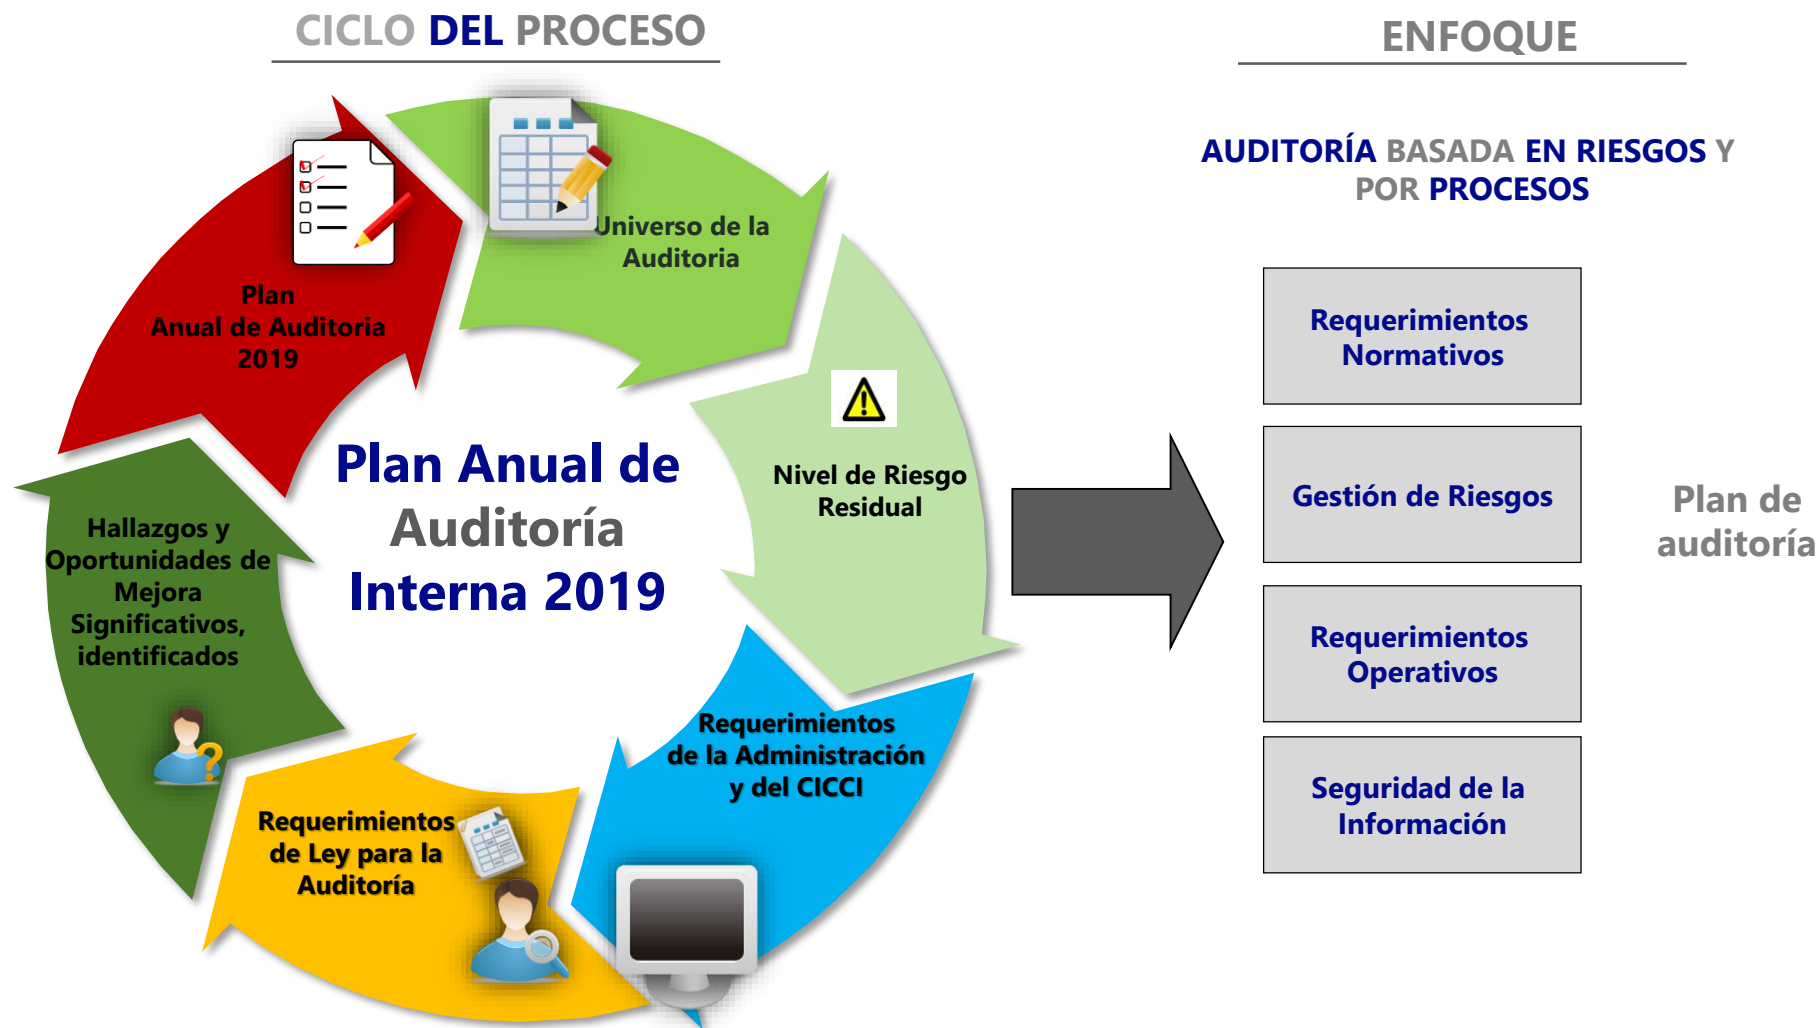 CICLO DEL PROCESO
Universo de la
Auditoria
Nivel de Riesgo
Residual
Requerimientos
de la Administración
y del CICCI
Requerimientos
de Ley para la
Auditoría
Hallazgos y
Oportunidades de
Mejora
Significativos,
identificados
Plan
Anual de Auditoria
2019
Plan Anual de
Auditoría
Interna 2019
ENFOQUE
AUDITORÍA BASADA EN RIESGOS Y
POR PROCESOS
Requerimientos
Normativos
Gestión de Riesgos
Requerimientos
Operativos
Seguridad de la
Información
Plan de
auditoría